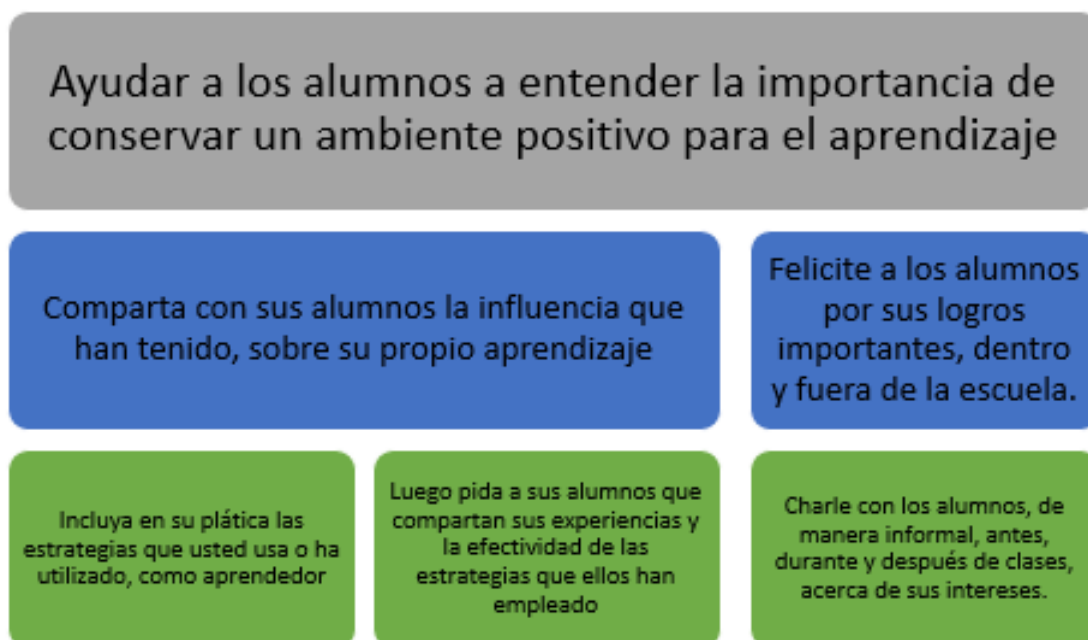 Ayudar a los alumnos a entender la importancia de
conservar un ambiente positivo para el aprendizaje
Comparta con sus alumnos la influencia que
han tenido, sobre su propio aprendizaje
Felicite a los alumnos
por sus logros
importantes, dentro
y fuera de la escuela.
Incluya en su plática las
estrategias que usted usa o ha
utilizado, como aprendedor
Luego pida a sus alumnos que
compartan sus experiencias y
la efectividad de las
estrategias que ellos han
empleado
Charle con los alumnos, de
manera informal, antes,
durante y después de clases,
acerca de sus intereses.